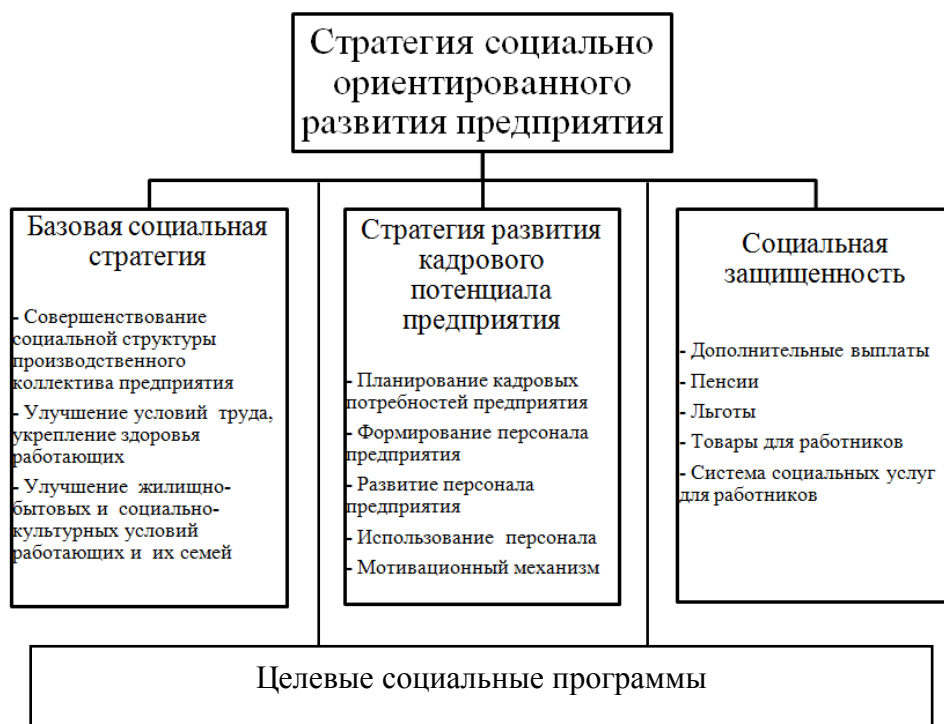 Стратегия социально
ориентированного
развития предприятия
Базовая социальная
стратегия
- Совершенствование
социальной структуры
производственного
коллектива предприятия
- Улучшение условий труда,
укрепление здоровья
работающих
- Улучшение жилищно-
бытовых и социально-
культурных условий
работающих и их семей
Стратегия развития
кадрового
потенциала
предприятия
- Планирование кадровых
потребностей предприятия
- Формирование персонала
предприятия
- Развитие персонала
предприятия
- Использование персонала
- Мотивационный механизм
Социальная
защищенность
- Дополнительные выплаты
- Пенсии
- Льготы
- Товары для работников
- Система социальных услуг
для работников
Целевые социальные программы